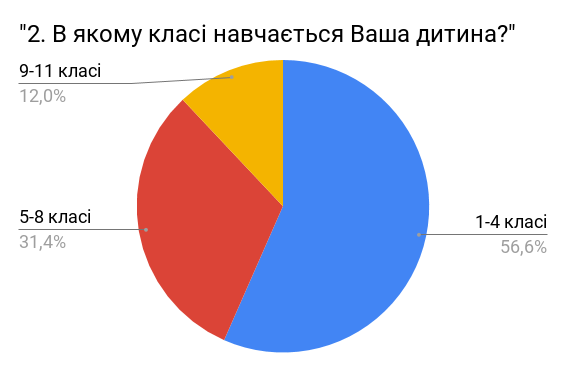 "2. В якому класі навчається Ваша дитина?"
9-11 класі
12,0%
5-8 класі
31,4%
1-4 класі
56,6%